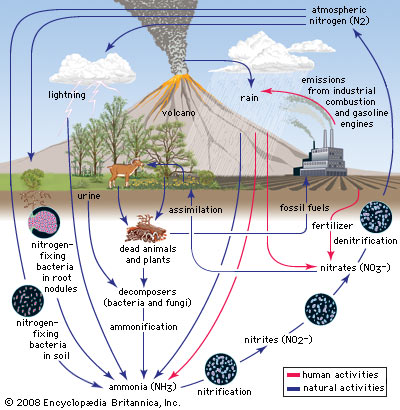 atmospheric
nitrogen (N2)
lightning
rain
emissions
from industrial
combustion
and gasoline
engines
volcano
urine
assimilation
fossil fuels
fertilizer
denitrification
nitrogen-
fixing
bacteria
in root
nodules
dead animals
and plants
nitrates (NO3-)
decomposers
(bacteria and fungi)
nitrogen-
fixing
bacteria
in soil
ammonification
nitrites (NO2-)
ammonia (NH3)
nitrification
human activities
natural activities
© 2008 Encyclopædia Britannica, Inc.